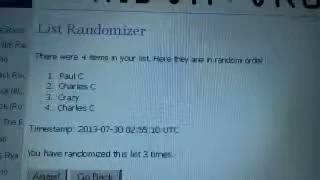 List Randomizer
There were 4 items in your list. Here they are in random order:
1. Paul C
2. Charles C
3. Crazy
4. Charles C
Timestamp: 2013-07-30 02:55:10 UTC
You have randomized this list 3 times.
Again! Go Back